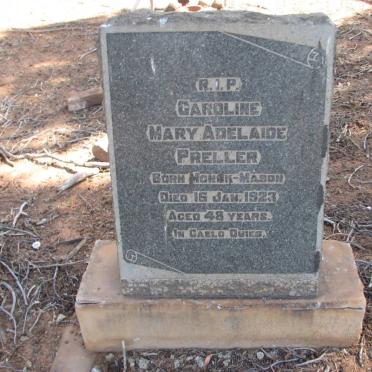 R.I.P.
CAROLINE
MARY ADELAIDE
PRELLER
BORN MONCK-MASON
DIED 16 JAN. 1923
AGED 48 YEARS.
IN CAELO QUIES.